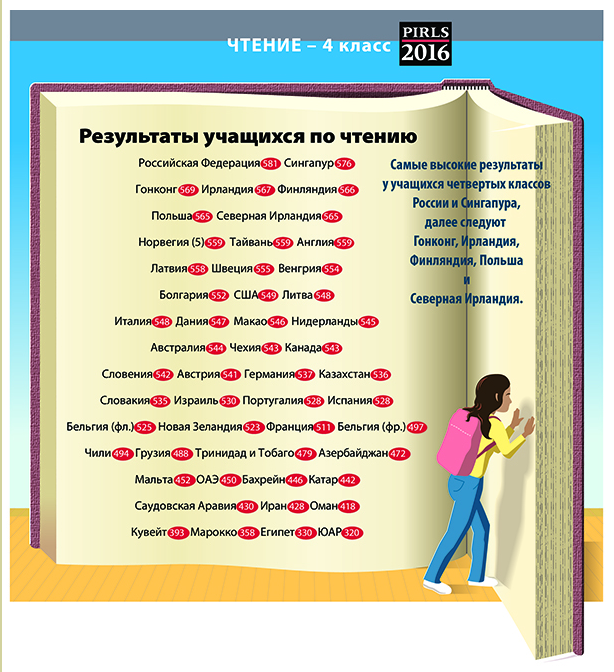 ЧТЕНИЕ – 4 класс
PIRLS
2016
Результаты учащихся по чтению
Российская Федерация 581 Сингапур 576
Гонконг 569 Ирландия 567 Финляндия 566
Польша 565 Северная Ирландия 565
Норвегия (5) 559 Тайвань 559 Англия 559
Латвия 558 Швеция 555 Венгрия 554
Болгария 552 США 549 Литва 548
Италия 548 Дания 547 Макао 546 Нидерланды 545
Австралия 544 Чехия 543 Канада 543
Словения 542 Австрия 541 Германия 537 Казахстан 536
Словакия 535 Израиль 530 Португалия 528 Испания 528
Бельгия (фл.) 525 Новая Зеландия 523 Франция 511 Бельгия (фр.) 497
Чили 494 Грузия 488 Тринидад и Тобаго 479 Азербайджан 472
Мальта 452 ОАЭ 450 Бахрейн 446 Катар 442
Саудовская Аравия 430 Иран 428 Оман 418
Кувейт 393 Марокко 358 Египет 330 ЮАР 320
Самые высокие результаты
у учащихся четвертых классов
России и Сингапура,
далее следуют
Гонконг, Ирландия,
Финляндия, Польша
и
Северная Ирландия.